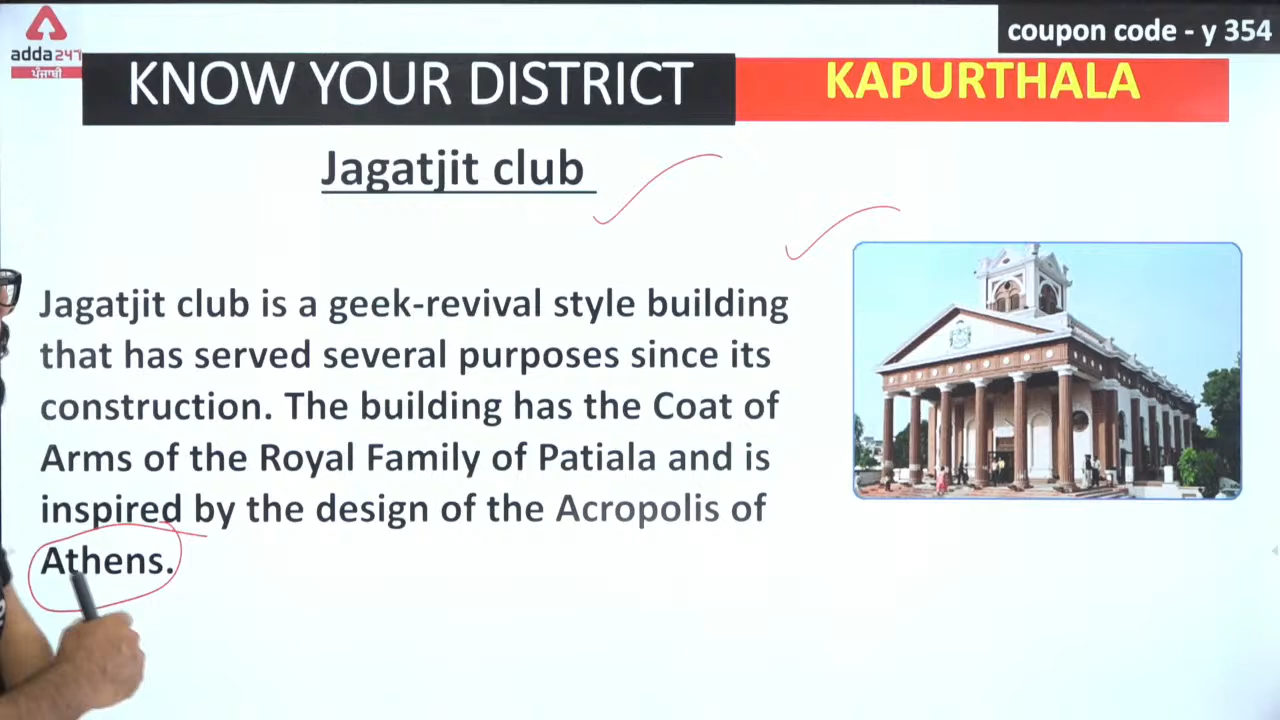 adda247
ਪੰਜਾਬੀ
coupon code - y 354
KNOW YOUR DISTRICT
KAPURTHALA
Jagatjit club
Jagatjit club is a geek-revival style building
that has served several purposes since its
construction. The building has the Coat of
Arms of the Royal Family of Patiala and is
inspired by the design of the Acropolis of
Athens.